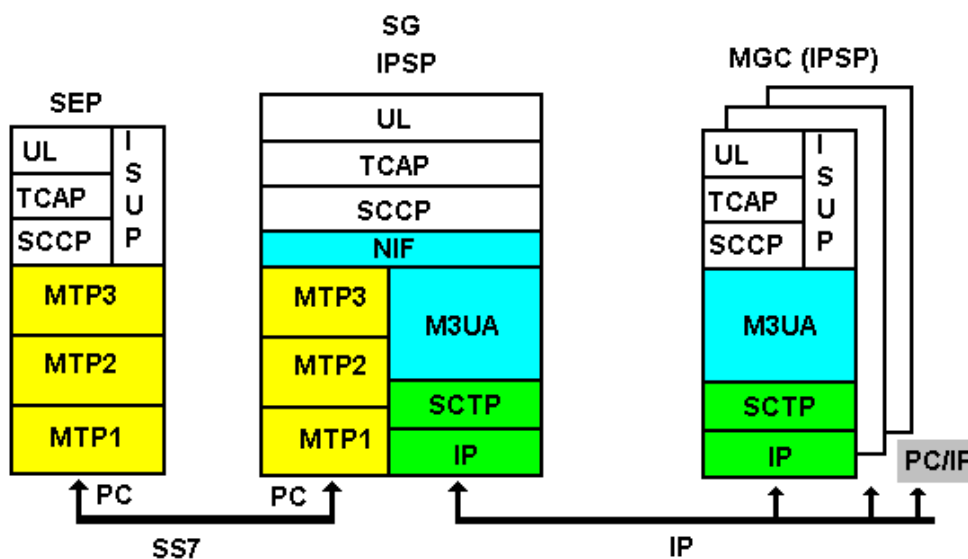 SG
IPSP
MGC (IPSP)
SEP
UL
TCAP
SCCP
ISUP
MTP3
MTP2
MTP1
UL
TCAP
SCCP
NIF
MTP3
MTP2
MTP1
M3UA
SCTP
IP
UL
TCAP
SCCP
ISUP
M3UA
SCTP
IP
PC/IP
PC
PC
SS7
IP